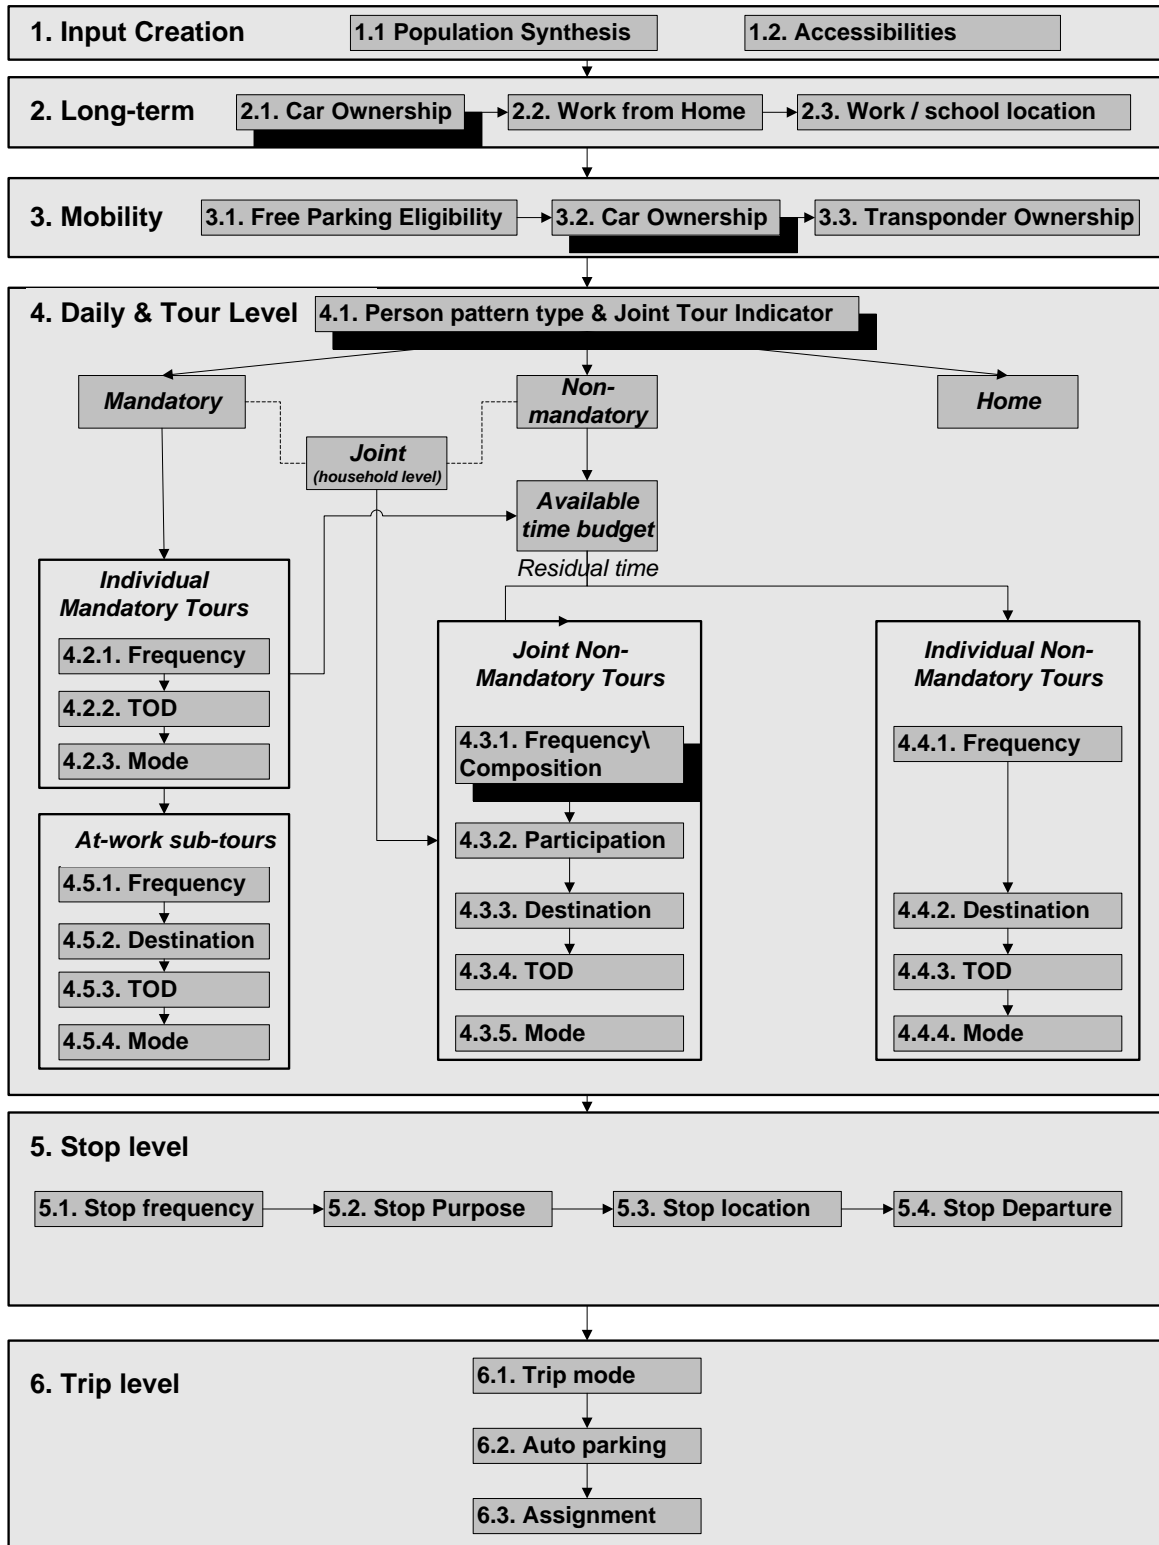 1. Input Creation
1.1 Population Synthesis
1.2. Accessibilities
2. Long-term
2.1. Car Ownership
2.2. Work from Home
2.3. Work / school location
3. Mobility
3.1. Free Parking Eligibility
3.2. Car Ownership
3.3. Transponder Ownership
4. Daily & Tour Level
4.1. Person pattern type & Joint Tour Indicator
Mandatory
Non-
mandatory
Home
Joint
(household level)
Available
time budget
Residual time
Individual
Mandatory Tours
4.2.1. Frequency
4.2.2. TOD
4.2.3. Mode
At-work sub-tours
4.5.1. Frequency
4.5.2. Destination
4.5.3. TOD
4.5.4. Mode
Joint Non-
Mandatory Tours
4.3.1. Frequency\
Composition
4.3.2. Participation
4.3.3. Destination
4.3.4. TOD
4.3.5. Mode
Individual Non-
Mandatory Tours
4.4.1. Frequency
4.4.2. Destination
4.4.3. TOD
4.4.4. Mode
5. Stop level
5.1. Stop frequency
5.2. Stop Purpose
5.3. Stop location
5.4. Stop Departure
6. Trip level
6.1. Trip mode
6.2. Auto parking
6.3. Assignment